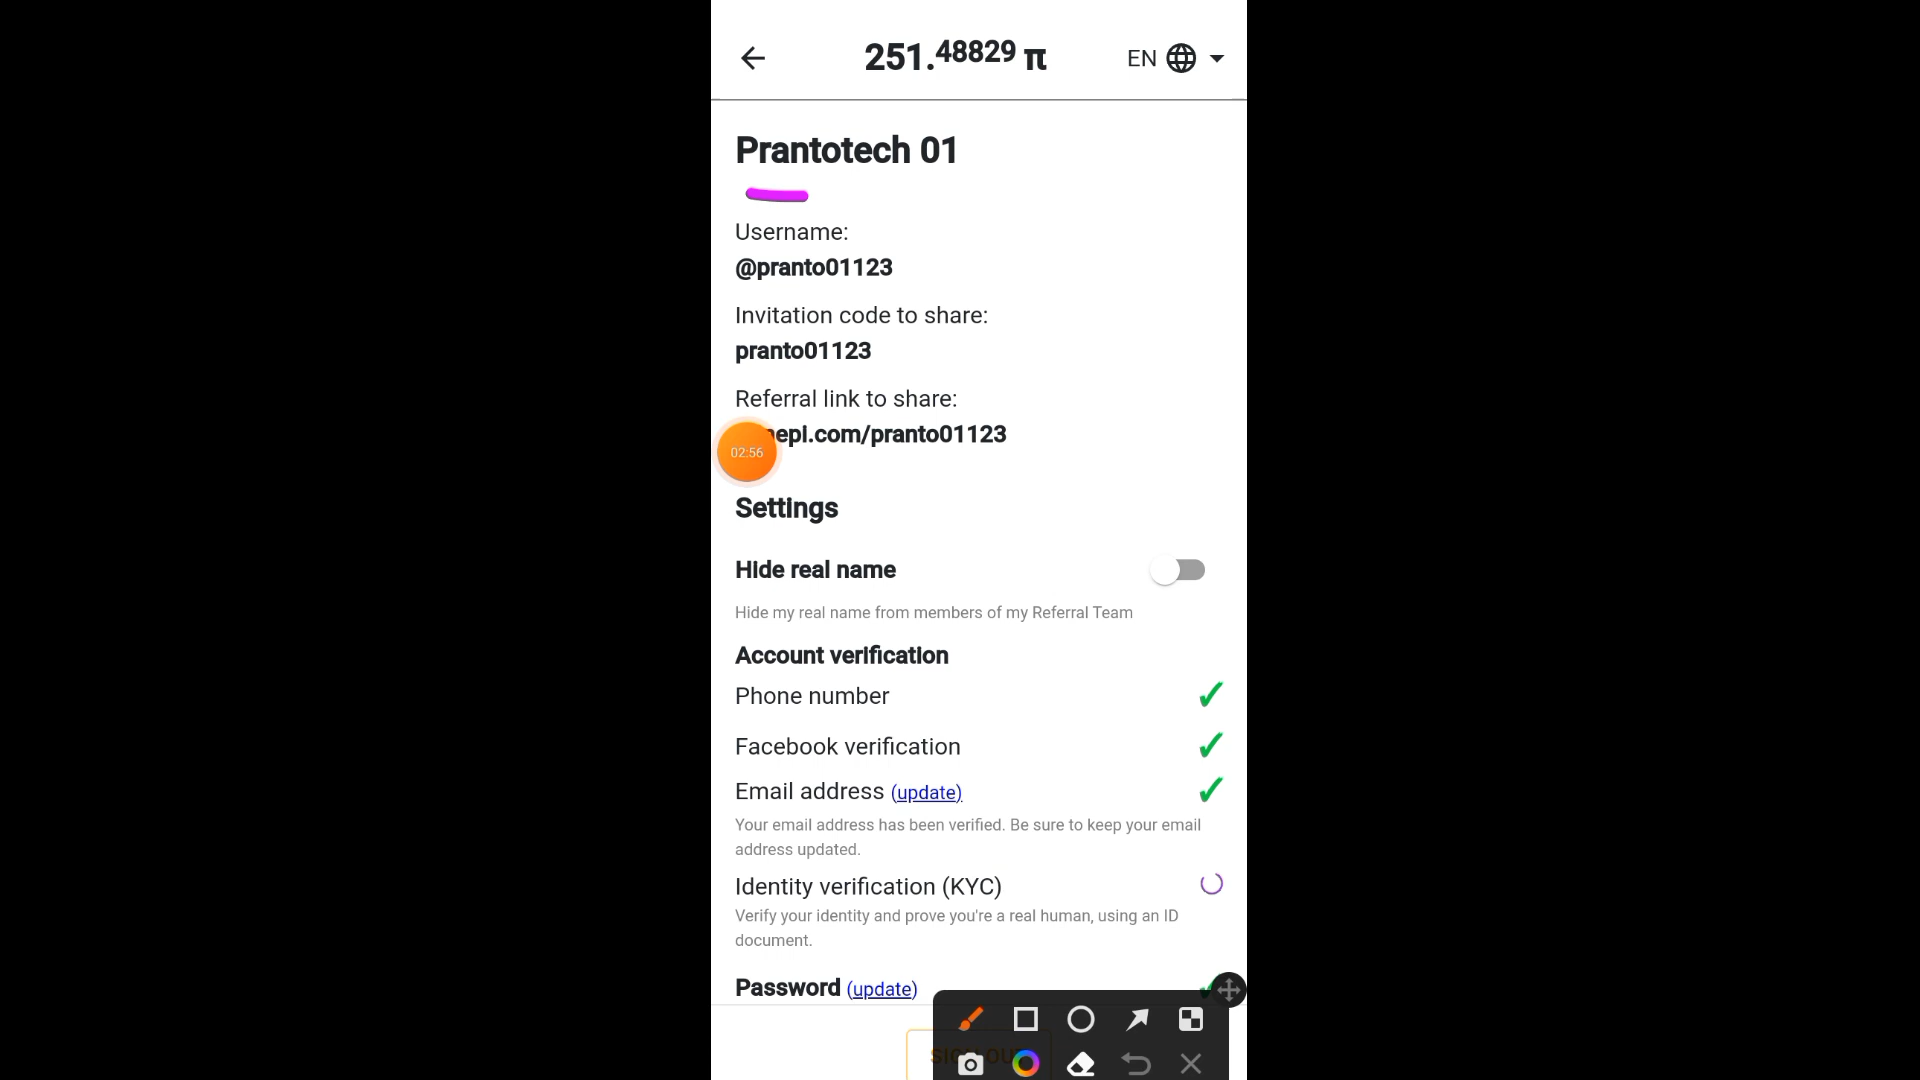 251.48829 π EN
Prantotech 01
Username:
@pranto01123
Invitation code to share:
pranto01123
Referral link to share:
epi.com/pranto01123
02:56
Settings
Hide real name
Hide my real name from members of my Referral Team
Account verification
Phone number
Facebook verification
Email address (update)
Your email address has been verified. Be sure to keep your email
address updated.
Identity verification (KYC)
Verify your identity and prove you're a real human, using an ID
document.
Password (update)